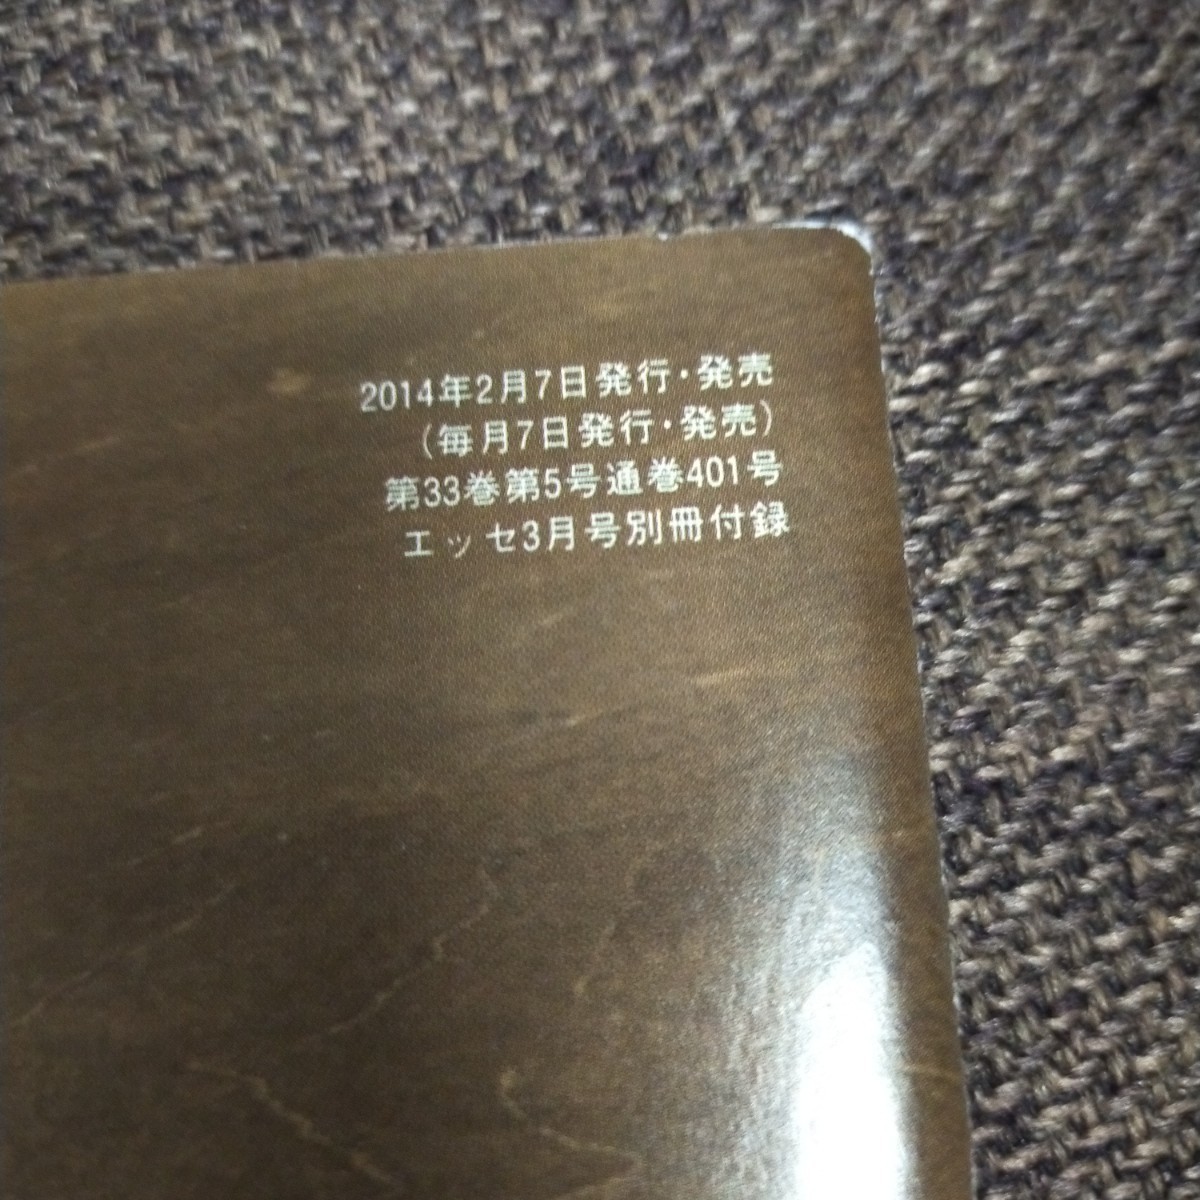 2014年2月7日発行・発売
(毎月7日発行・発売)
第33巻第5号通巻401号
エッセ3月号別冊付録